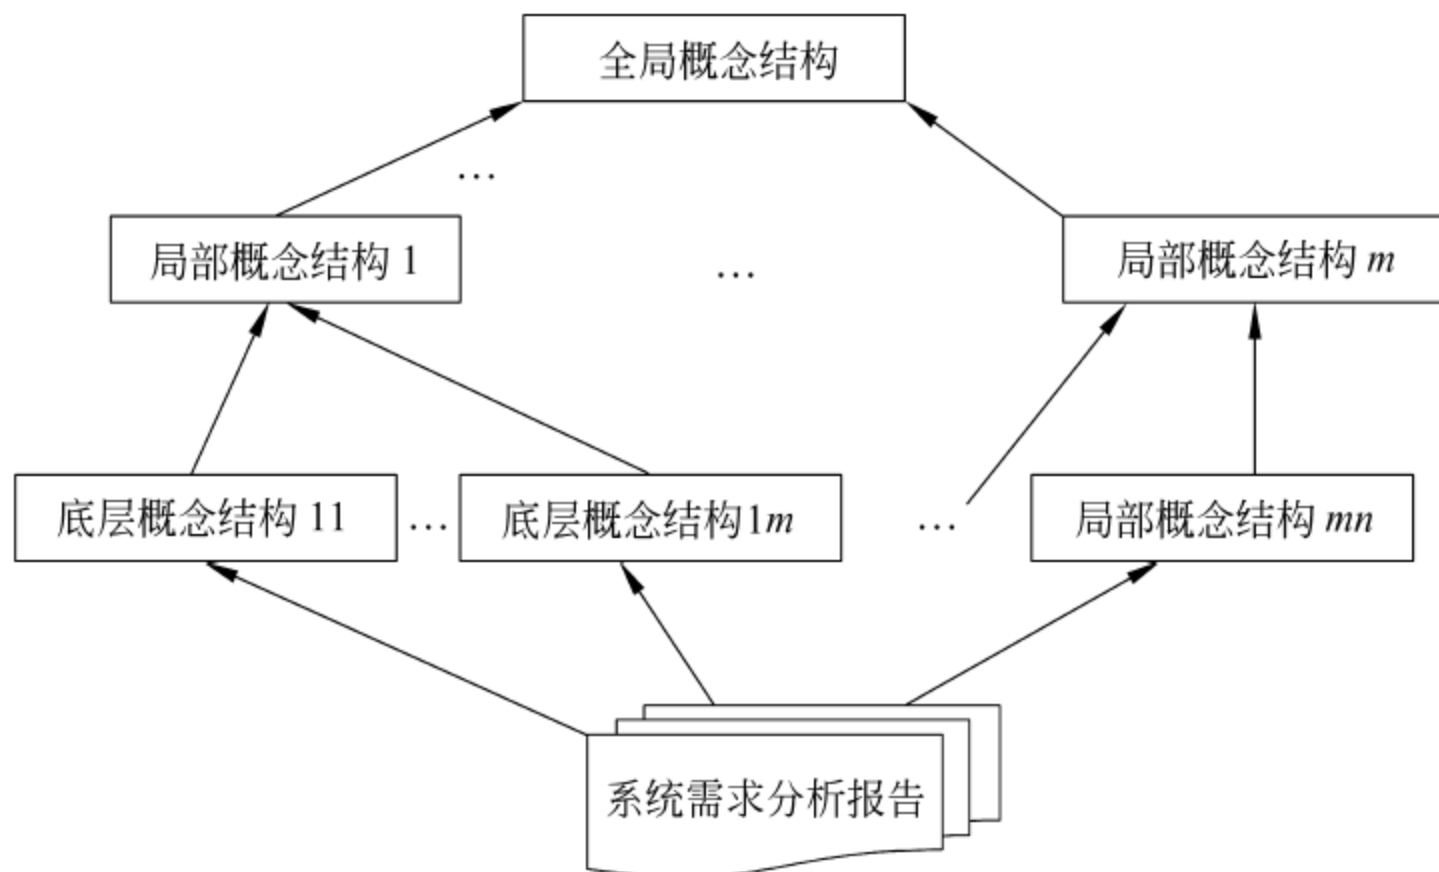 全局概念结构
…
局部概念结构 1
…
局部概念结构 m
底层概念结构 11
…
底层概念结构1m
…
局部概念结构 mn
系统需求分析报告